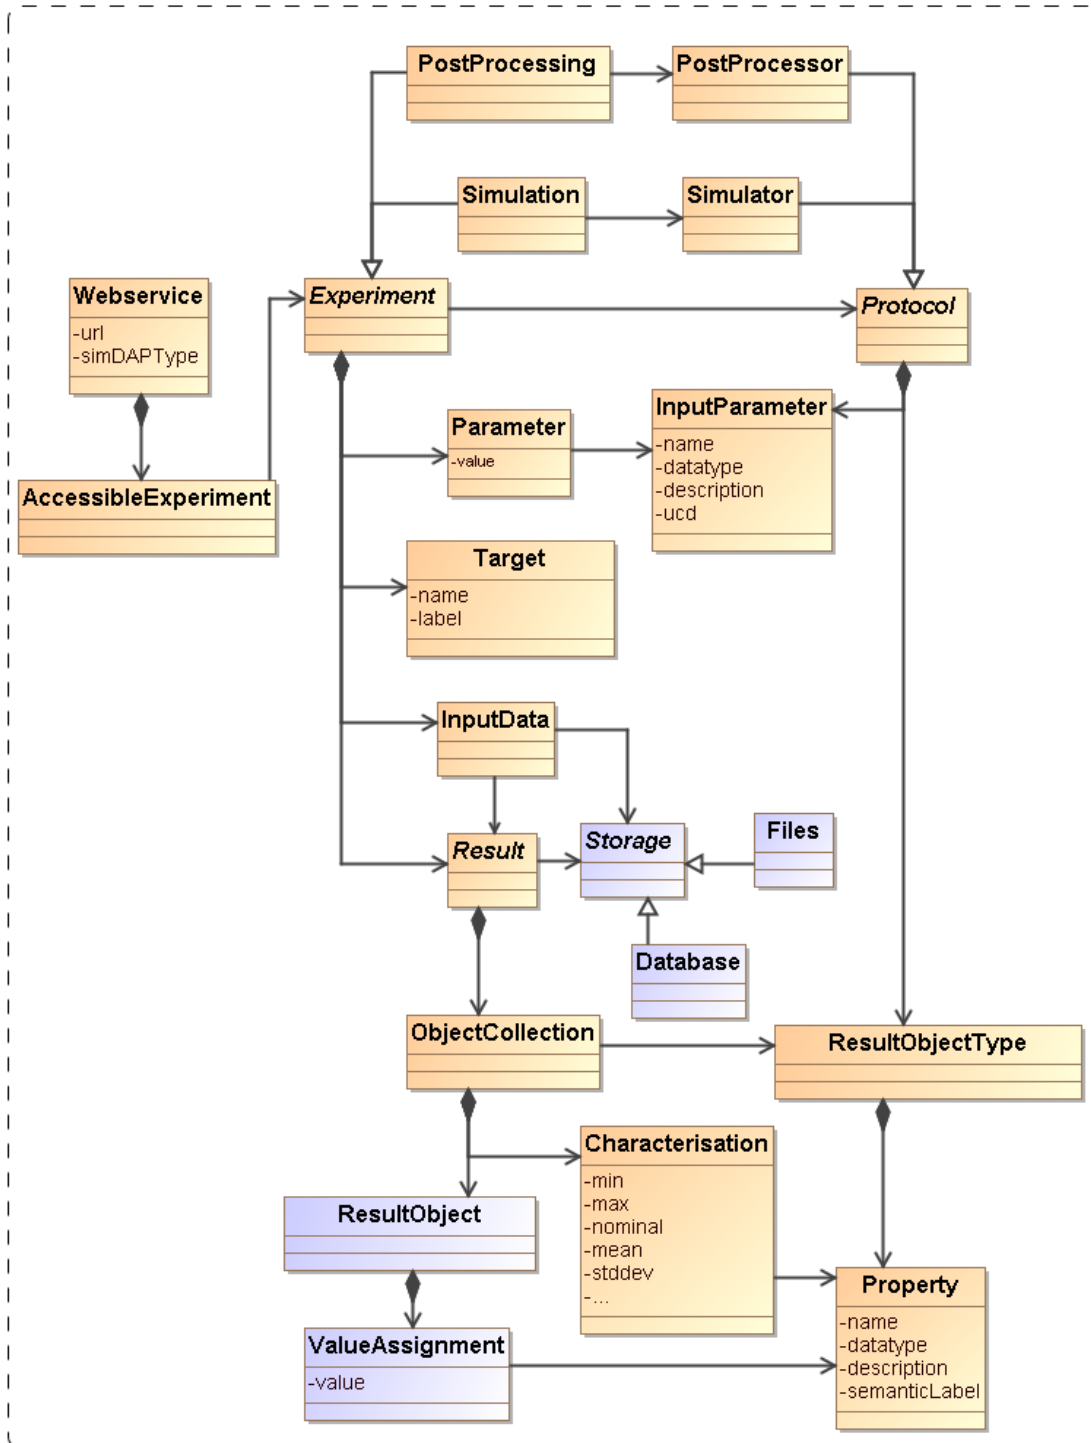 PostProcessing
PostProcessor
Simulation
Simulator
Webservice
-url
-simDAPType
Experiment
Protocol
AccessibleExperiment
Parameter
-value
InputParameter
-name
-datatype
-description
-ucd
Target
-name
-label
InputData
Result
Storage
Files
Database
ObjectCollection
ResultObjectType
Characterisation
-min
-max
-nominal
-mean
-stddev
-...
ResultObject
Property
-name
-datatype
-description
-semanticLabel
ValueAssignment
-value